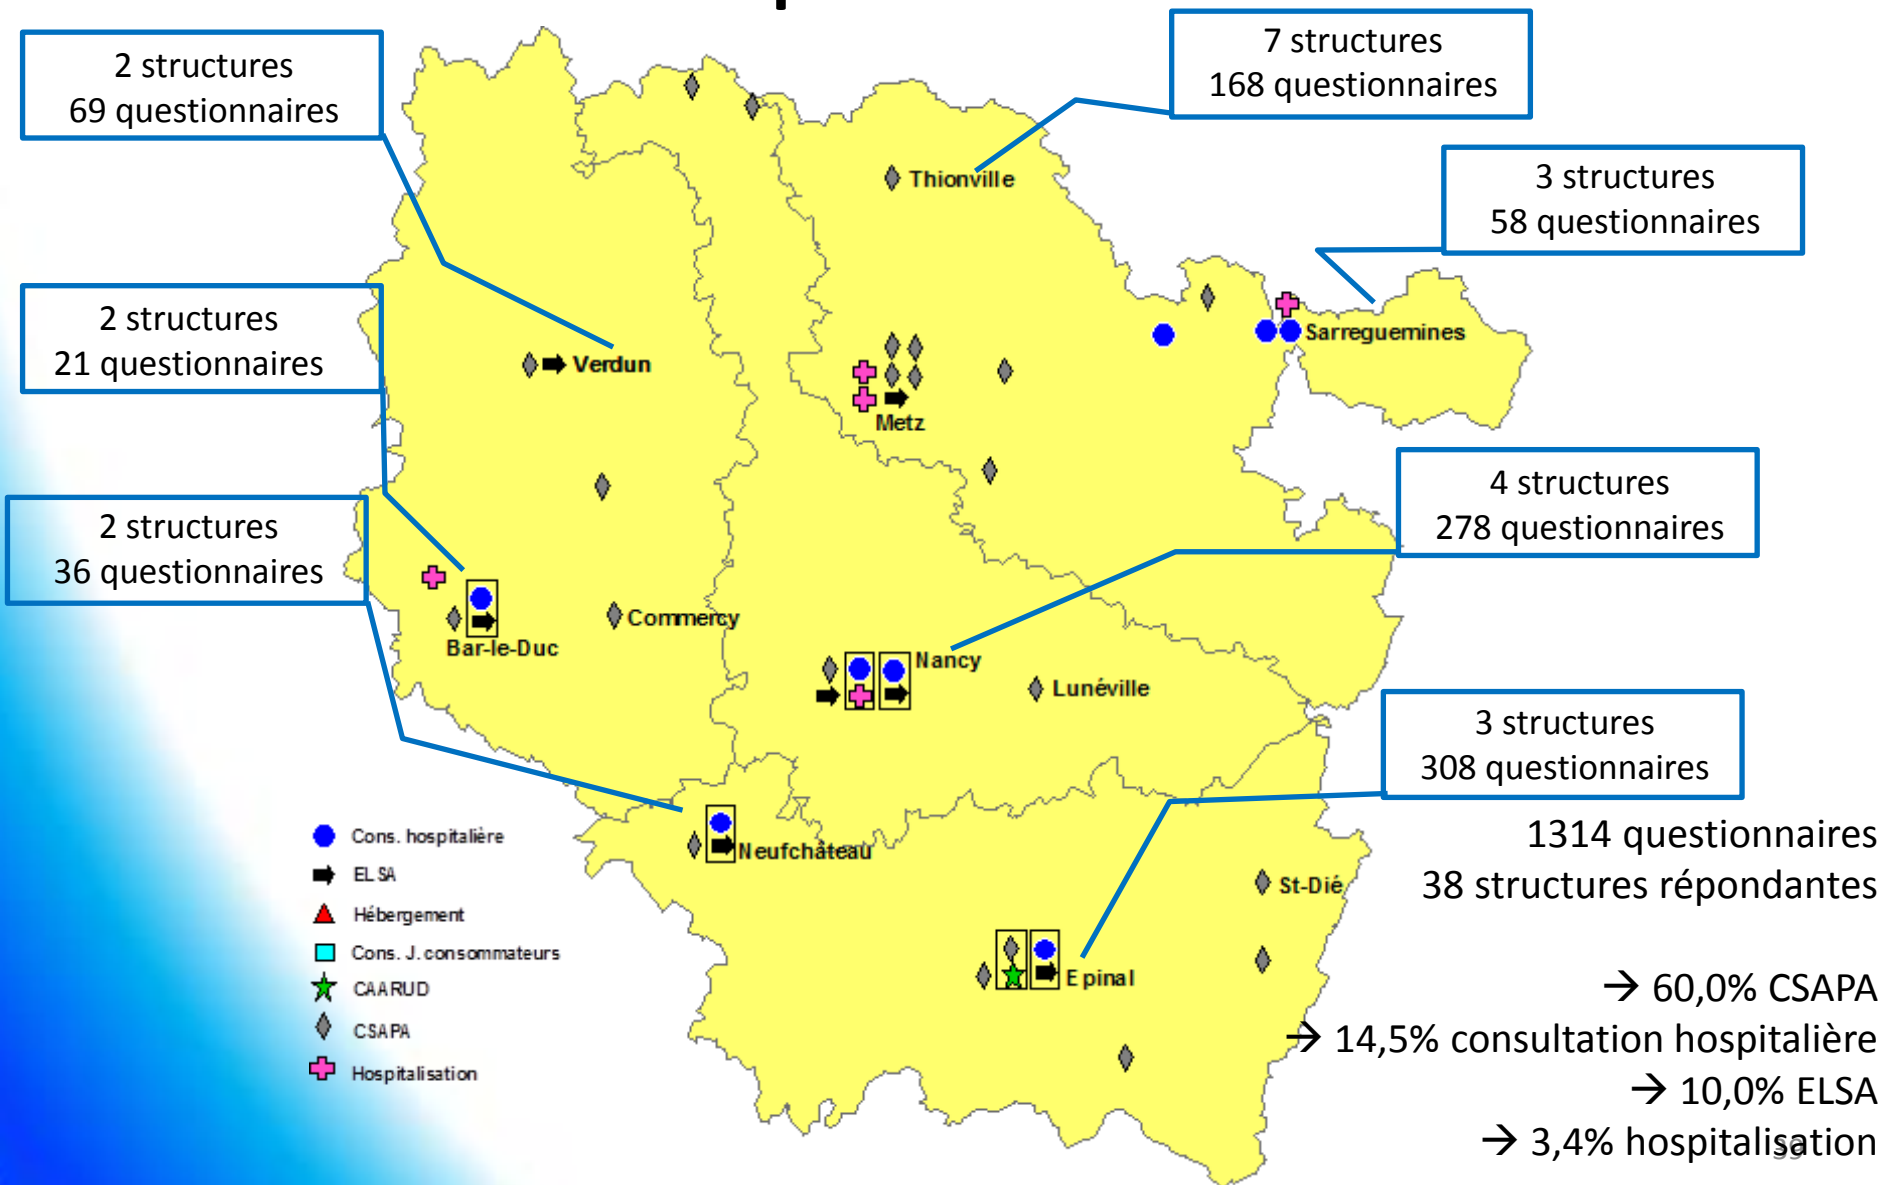 2 structures
69 questionnaires
7 structures
168 questionnaires
3 structures
58 questionnaires
2 structures
21 questionnaires
2 structures
36 questionnaires
4 structures
278 questionnaires
3 structures
308 questionnaires
Thionville
Sarreguemines
Verdun
Metz
Commercy
Bar-le-Duc
Nancy
Lunéville
Neufchâteau
St-Dié
Epinal
Cons. hospitalière
ELSA
Hébergement
Cons. J. consommateurs
CAARUD
CSAPA
Hospitalisation
1314 questionnaires
38 structures répondantes
→ 60,0% CSAPA
→ 14,5% consultation hospitalière
→ 10,0% ELSA
→ 3,4% hospitalisation
39